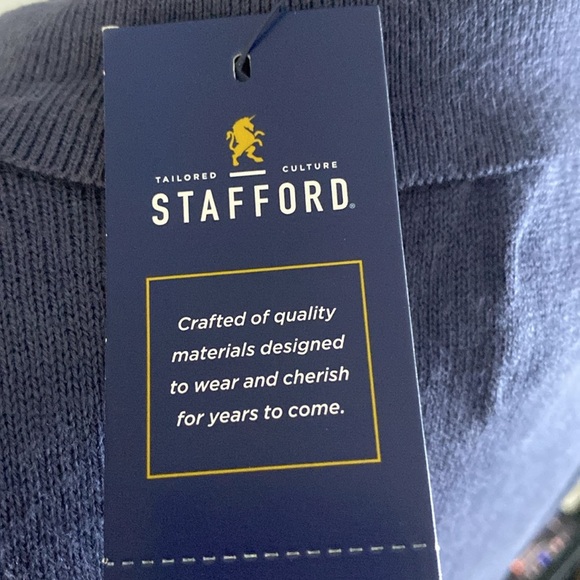 TAILORED CULTURE
STAFFORD®
Crafted of quality
materials designed
to wear and cherish
for years to come.